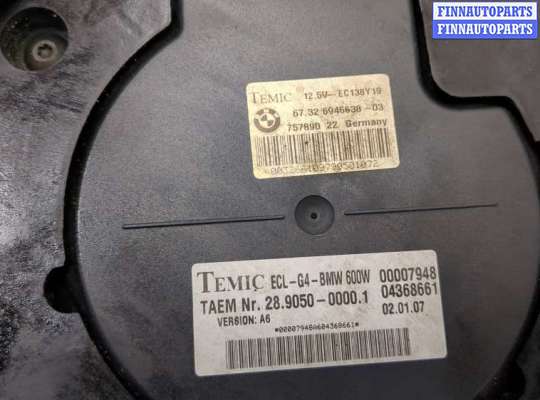 FINNAUTOPARTS
FINNAUTOPARTS
TEMIC 12.5V-EC138Y19
67.32 6946638 -03
757690 22 Germany
TEMIC ECL-G4-BMW 600W 00007948
TAEM Nr. 28.9050-0000.1 04368661
VERSION: A6 02.01.07
*00007948A604368661*